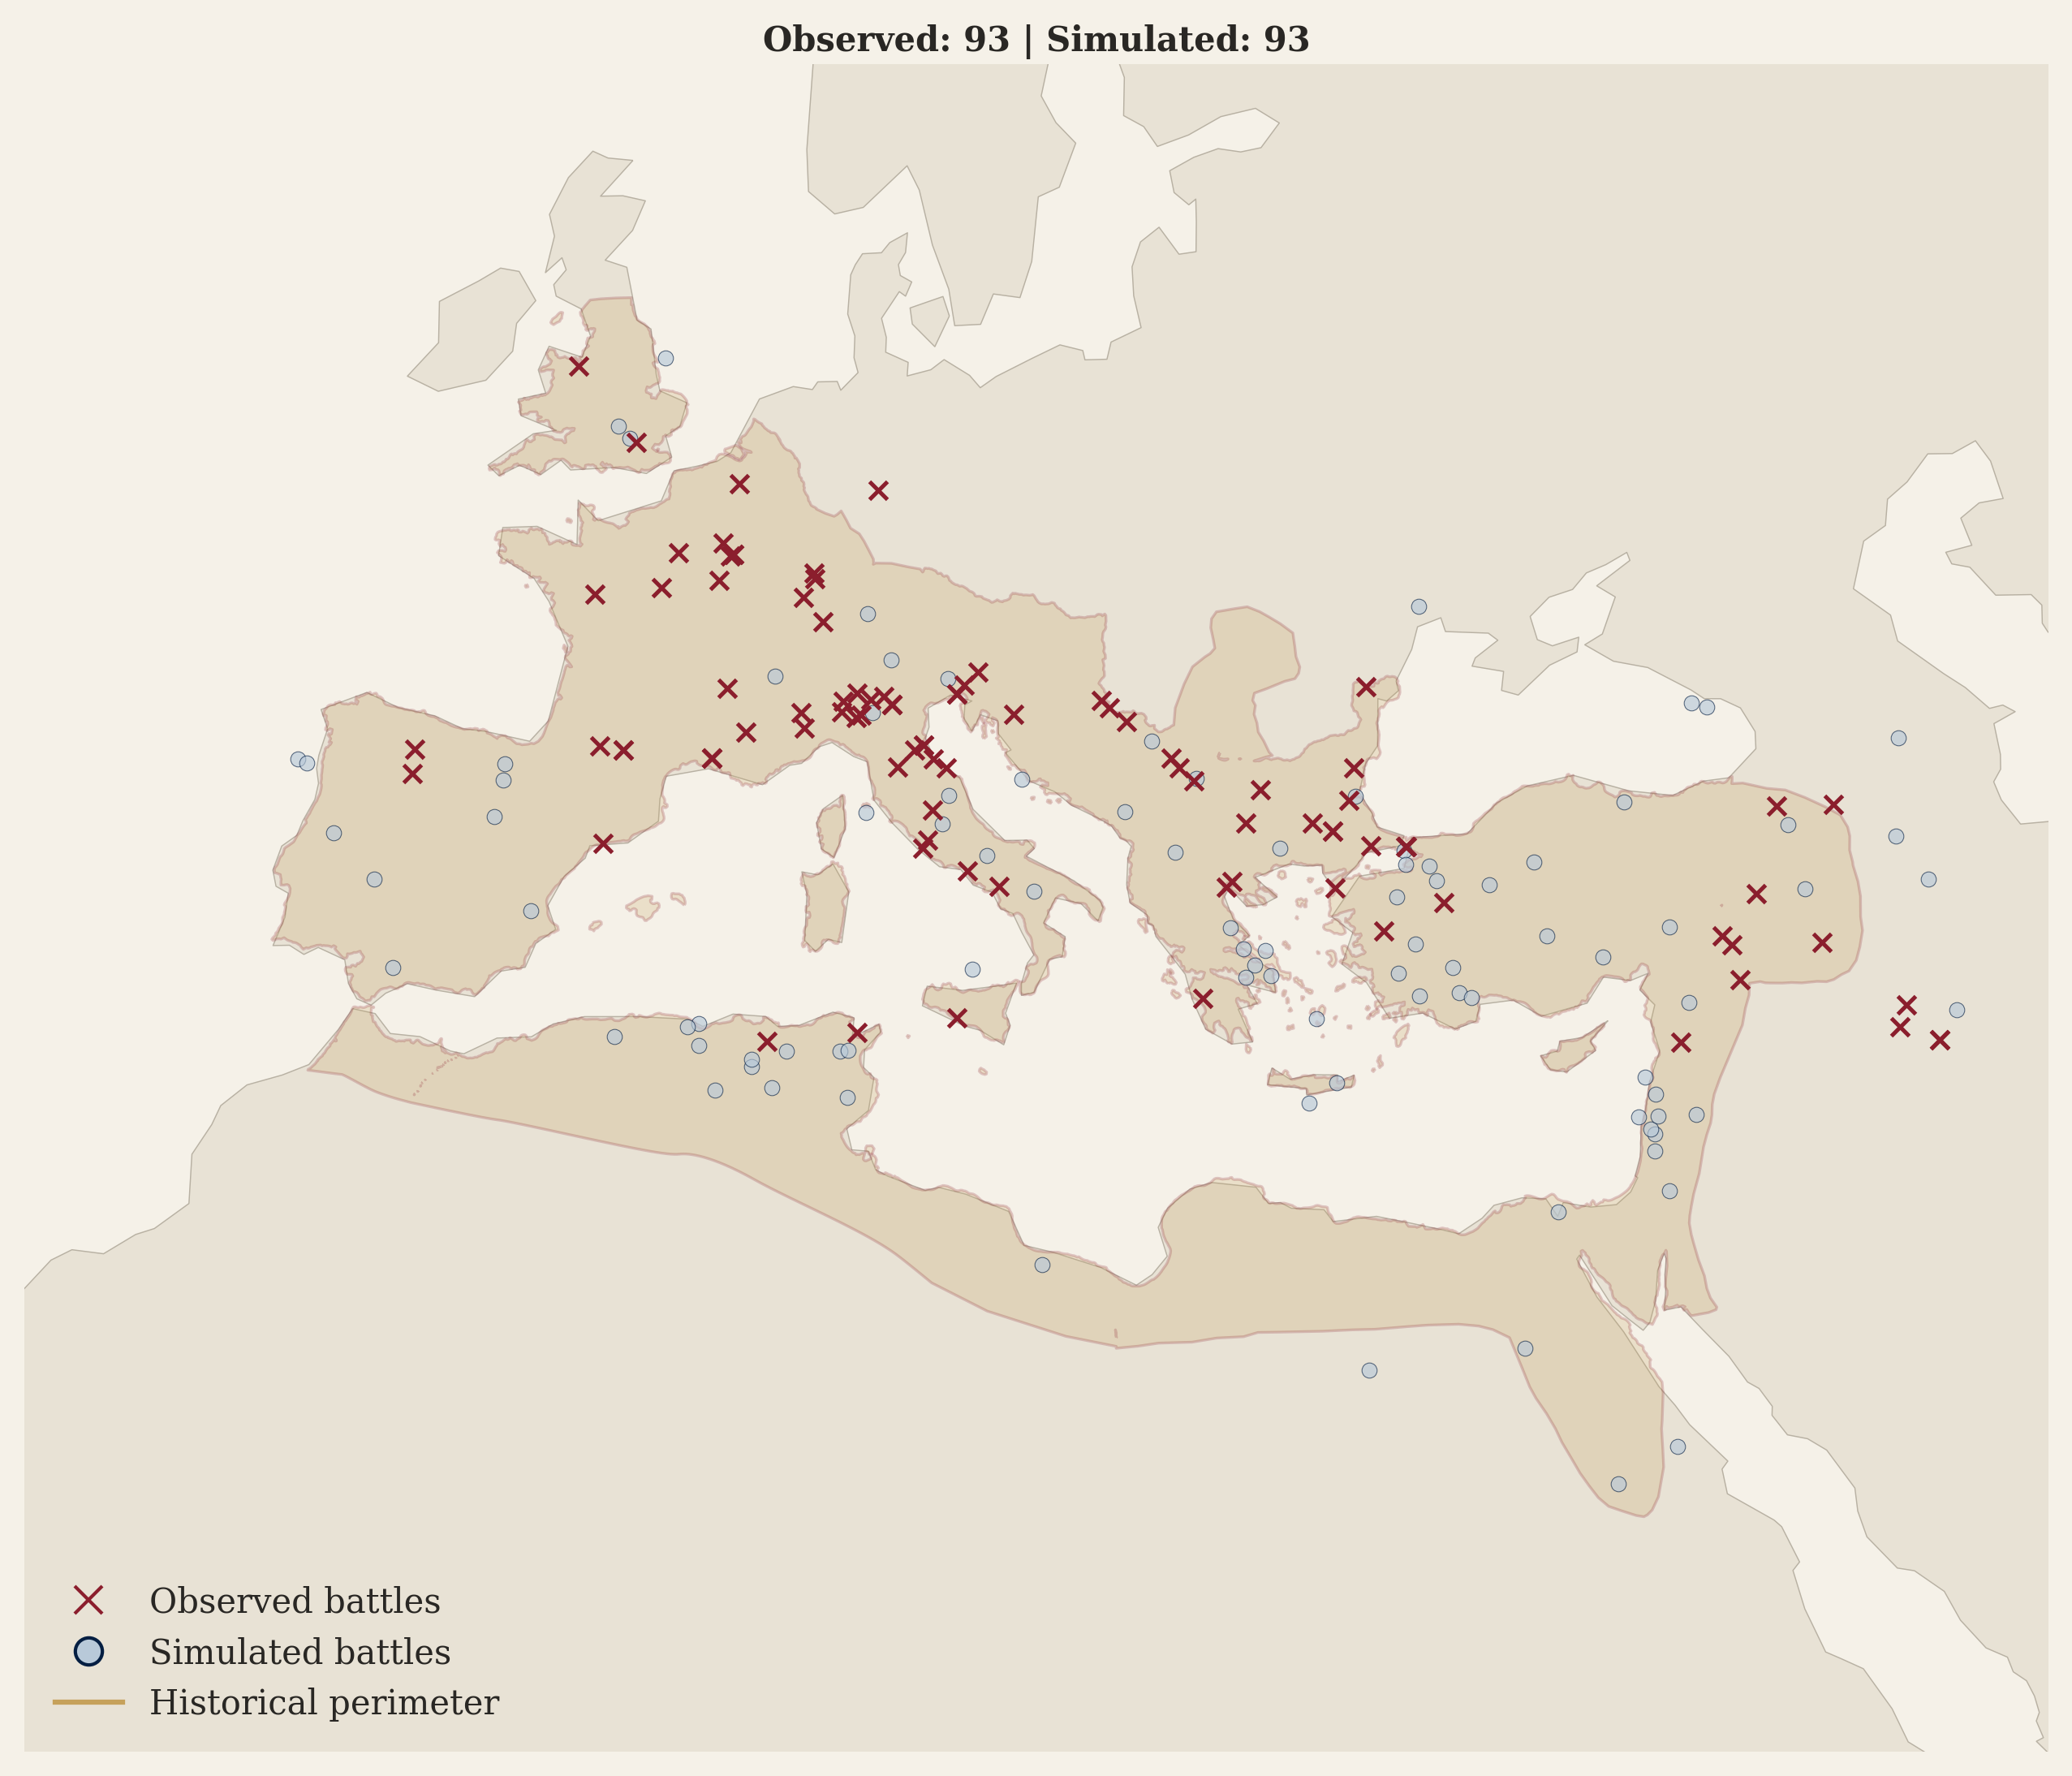 Observed: 93 | Simulated: 93
Observed battles
Simulated battles
Historical perimeter